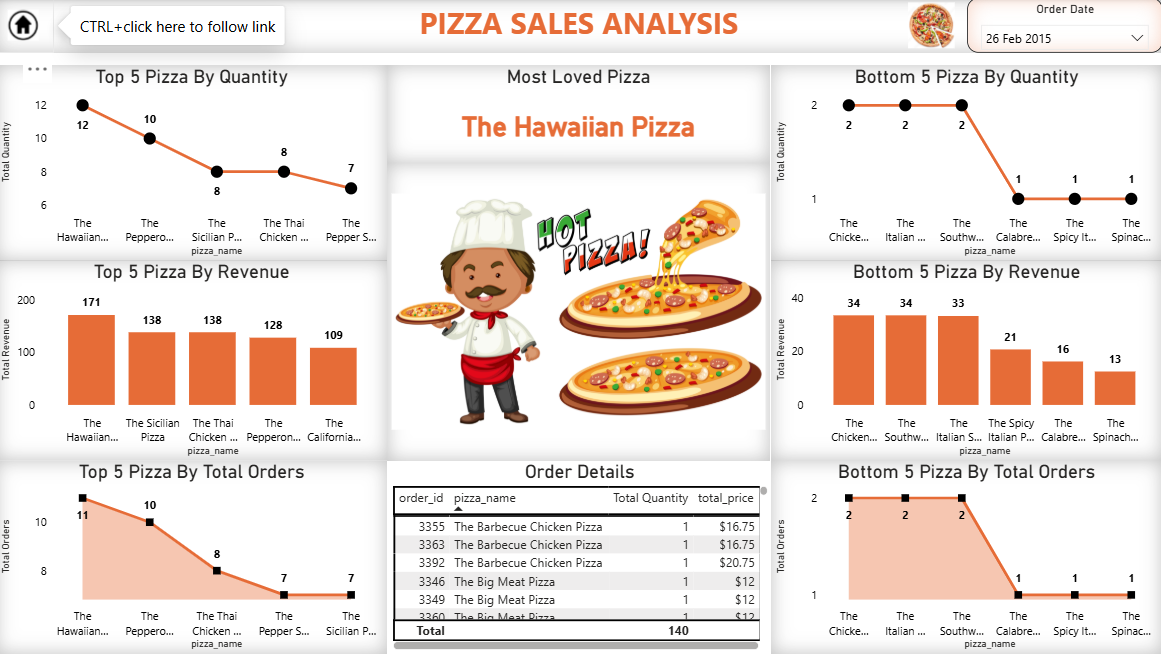 CTRL+click here to follow link
PIZZA SALES ANALYSIS
Order Date
26 Feb 2015
Top 5 Pizza By Quantity
Total Quantity
12
10
8
6
12
10
8
8
7
The Hawaiian...
The Peppero...
The Sicilian P...
The Thai Chicken ...
The Pepper S...
pizza_name
Most Loved Pizza
The Hawaiian Pizza
HOT
PIZZA!
Bottom 5 Pizza By Quantity
Total Quantity
2
1
2
2
2
1
1
1
The Chicke...
The Italian ...
The Southw...
The Calabre...
The Spicy It...
The Spinac...
pizza_name
Top 5 Pizza By Revenue
Total Revenue
200
100
0
171
138
138
128
109
The Hawaiian...
The Sicilian Pizza
The Thai Chicken ...
The Pepperon...
The California...
pizza_name
Bottom 5 Pizza By Revenue
Total Revenue
40
20
0
34
34
33
21
16
13
The Chicken...
The Southw...
The Italian S...
The Spicy Italian P...
The Calabre...
The Spinach...
pizza_name
Top 5 Pizza By Total Orders
Total Orders
10
8
11
10
8
7
7
The Hawaiian...
The Peppero...
The Thai Chicken ...
The Pepper S...
The Sicilian P...
pizza_name
Order Details
order_id pizza_name Total Quantity total_price
3355 The Barbecue Chicken Pizza 1 $16.75
3363 The Barbecue Chicken Pizza 1 $16.75
3392 The Barbecue Chicken Pizza 1 $20.75
3346 The Big Meat Pizza 1 $12
3349 The Big Meat Pizza 1 $12
3360 The Big Meat Pizza 1 $12
Total 140
Bottom 5 Pizza By Total Orders
Total Orders
2
1
2
2
2
1
1
1
The Chicke...
The Italian ...
The Southw...
The Calabre...
The Spicy It...
The Spinac...
pizza_name